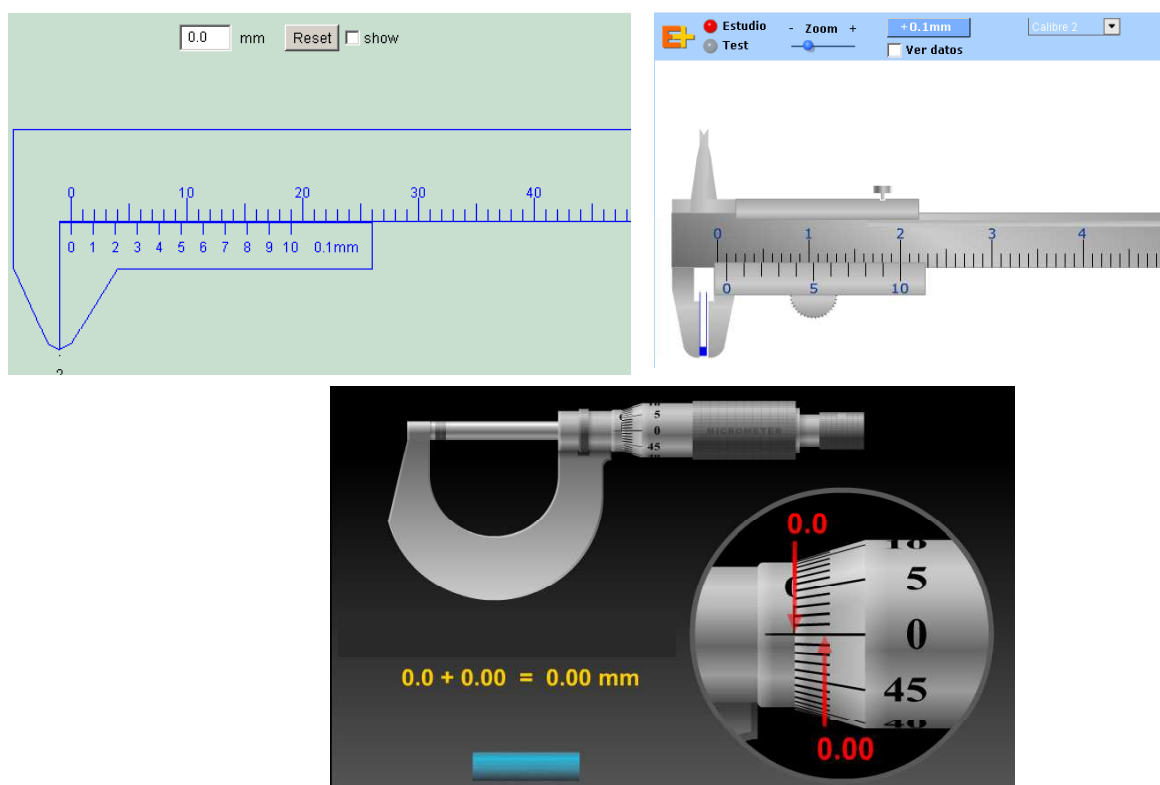 0.0 mm Reset show
0 10 20 30 40
0 1 2 3 4 5 6 7 8 9 10 0.1mm
E+ Estudio - Zoom + +0.1mm Calibre 2
Test Ver datos
0 1 2 3 4
0 5 10
5
0
45
MICROMETER
0.0
5
0
45
0.00
0.0 + 0.00 = 0.00 mm